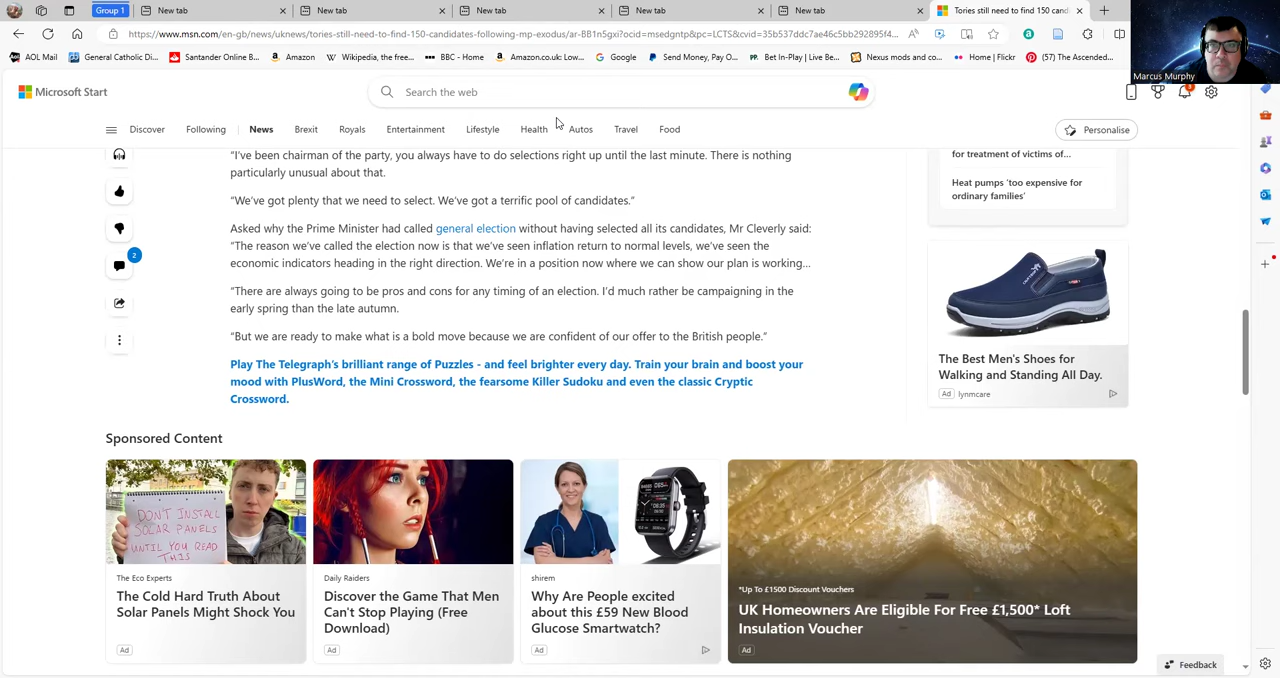 Group 1
New tab
New tab
New tab
New tab
New tab
Tories still need to find 150 cand
https://www.msn.com/en-gb/news/uknews/tories-still-need-to-find-150-candidates-following-mp-exodus/ar-BB1n5gxi?ocid=msedgntp&pc=LCTS&cvid=35b537ddc7ae46c5bb292895f4...
AOL Mail
General Catholic Di...
Santander Online B...
Amazon
Wikipedia, the free...
BBC - Home
Amazon.co.uk: Low...
Google
Send Money, Pay O...
Bet In-Play | Live Be...
Nexus mods and co...
Home | Flickr
(57) The Ascended...
Marcus Murphy
Microsoft Start
Search the web
Discover
Following
News
Brexit
Royals
Entertainment
Lifestyle
Health
Autos
Travel
Food
Personalise
“I’ve been chairman of the party, you always have to do selections right up until the last minute. There is nothing
particularly unusual about that.
“We’ve got plenty that we need to select. We’ve got a terrific pool of candidates.”
Asked why the Prime Minister had called general election without having selected all its candidates, Mr Cleverly said:
“The reason we’ve called the election now is that we’ve seen inflation return to normal levels, we’ve seen the
economic indicators heading in the right direction. We’re in a position now where we can show our plan is working...
“There are always going to be pros and cons for any timing of an election. I’d much rather be campaigning in the
early spring than the late autumn.
“But we are ready to make what is a bold move because we are confident of our offer to the British people.”
Play The Telegraph’s brilliant range of Puzzles - and feel brighter every day. Train your brain and boost your
mood with PlusWord, the Mini Crossword, the fearsome Killer Sudoku and even the classic Cryptic
Crossword.
2
for treatment of victims of...
Heat pumps 'too expensive for
ordinary families'
The Best Men's Shoes for
Walking and Standing All Day.
Ad lynmcare
Sponsored Content
DON'T INSTALL
SOLAR PANELS
UNTIL YOU READ
THIS
The Eco Experts
The Cold Hard Truth About
Solar Panels Might Shock You
Ad
Daily Raiders
Discover the Game That Men
Can't Stop Playing (Free
Download)
Ad
shirem
Why Are People excited
about this £59 New Blood
Glucose Smartwatch?
Ad
*Up To £1500 Discount Vouchers
UK Homeowners Are Eligible For Free £1,500* Loft
Insulation Voucher
Ad
Feedback